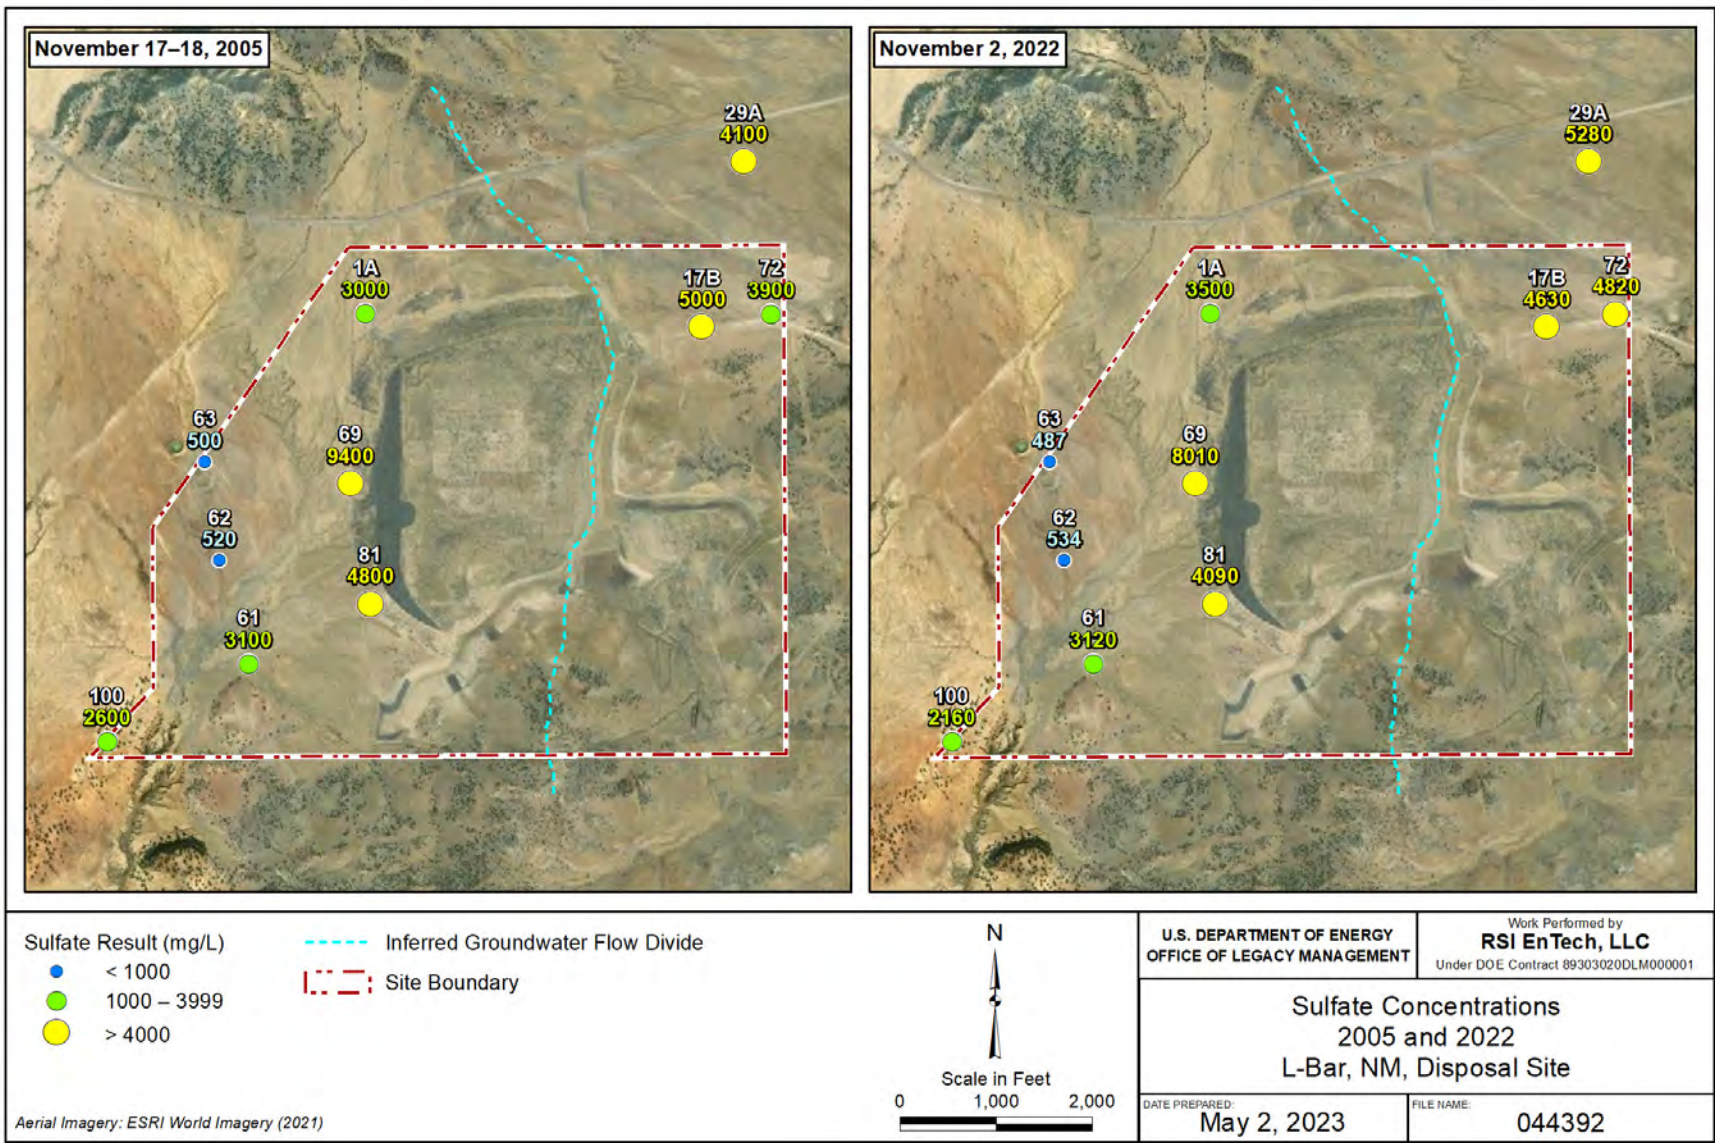 November 17–18, 2005
29A
4100
1A
3000
17B
5000
72
3900
63
500
69
9400
62
520
81
4800
61
3100
100
2600
November 2, 2022
29A
5280
1A
3500
17B
4630
72
4820
63
487
69
8010
62
534
81
4090
61
3120
100
2160
Sulfate Result (mg/L)
< 1000
1000 – 3999
> 4000
Inferred Groundwater Flow Divide
Site Boundary
Aerial Imagery: ESRI World Imagery (2021)
N
Scale in Feet
0 1,000 2,000
U.S. DEPARTMENT OF ENERGY
OFFICE OF LEGACY MANAGEMENT
Work Performed by
RSI EnTech, LLC
Under DOE Contract 89303020DLM000001
Sulfate Concentrations
2005 and 2022
L-Bar, NM, Disposal Site
DATE PREPARED:
May 2, 2023
FILE NAME:
044392